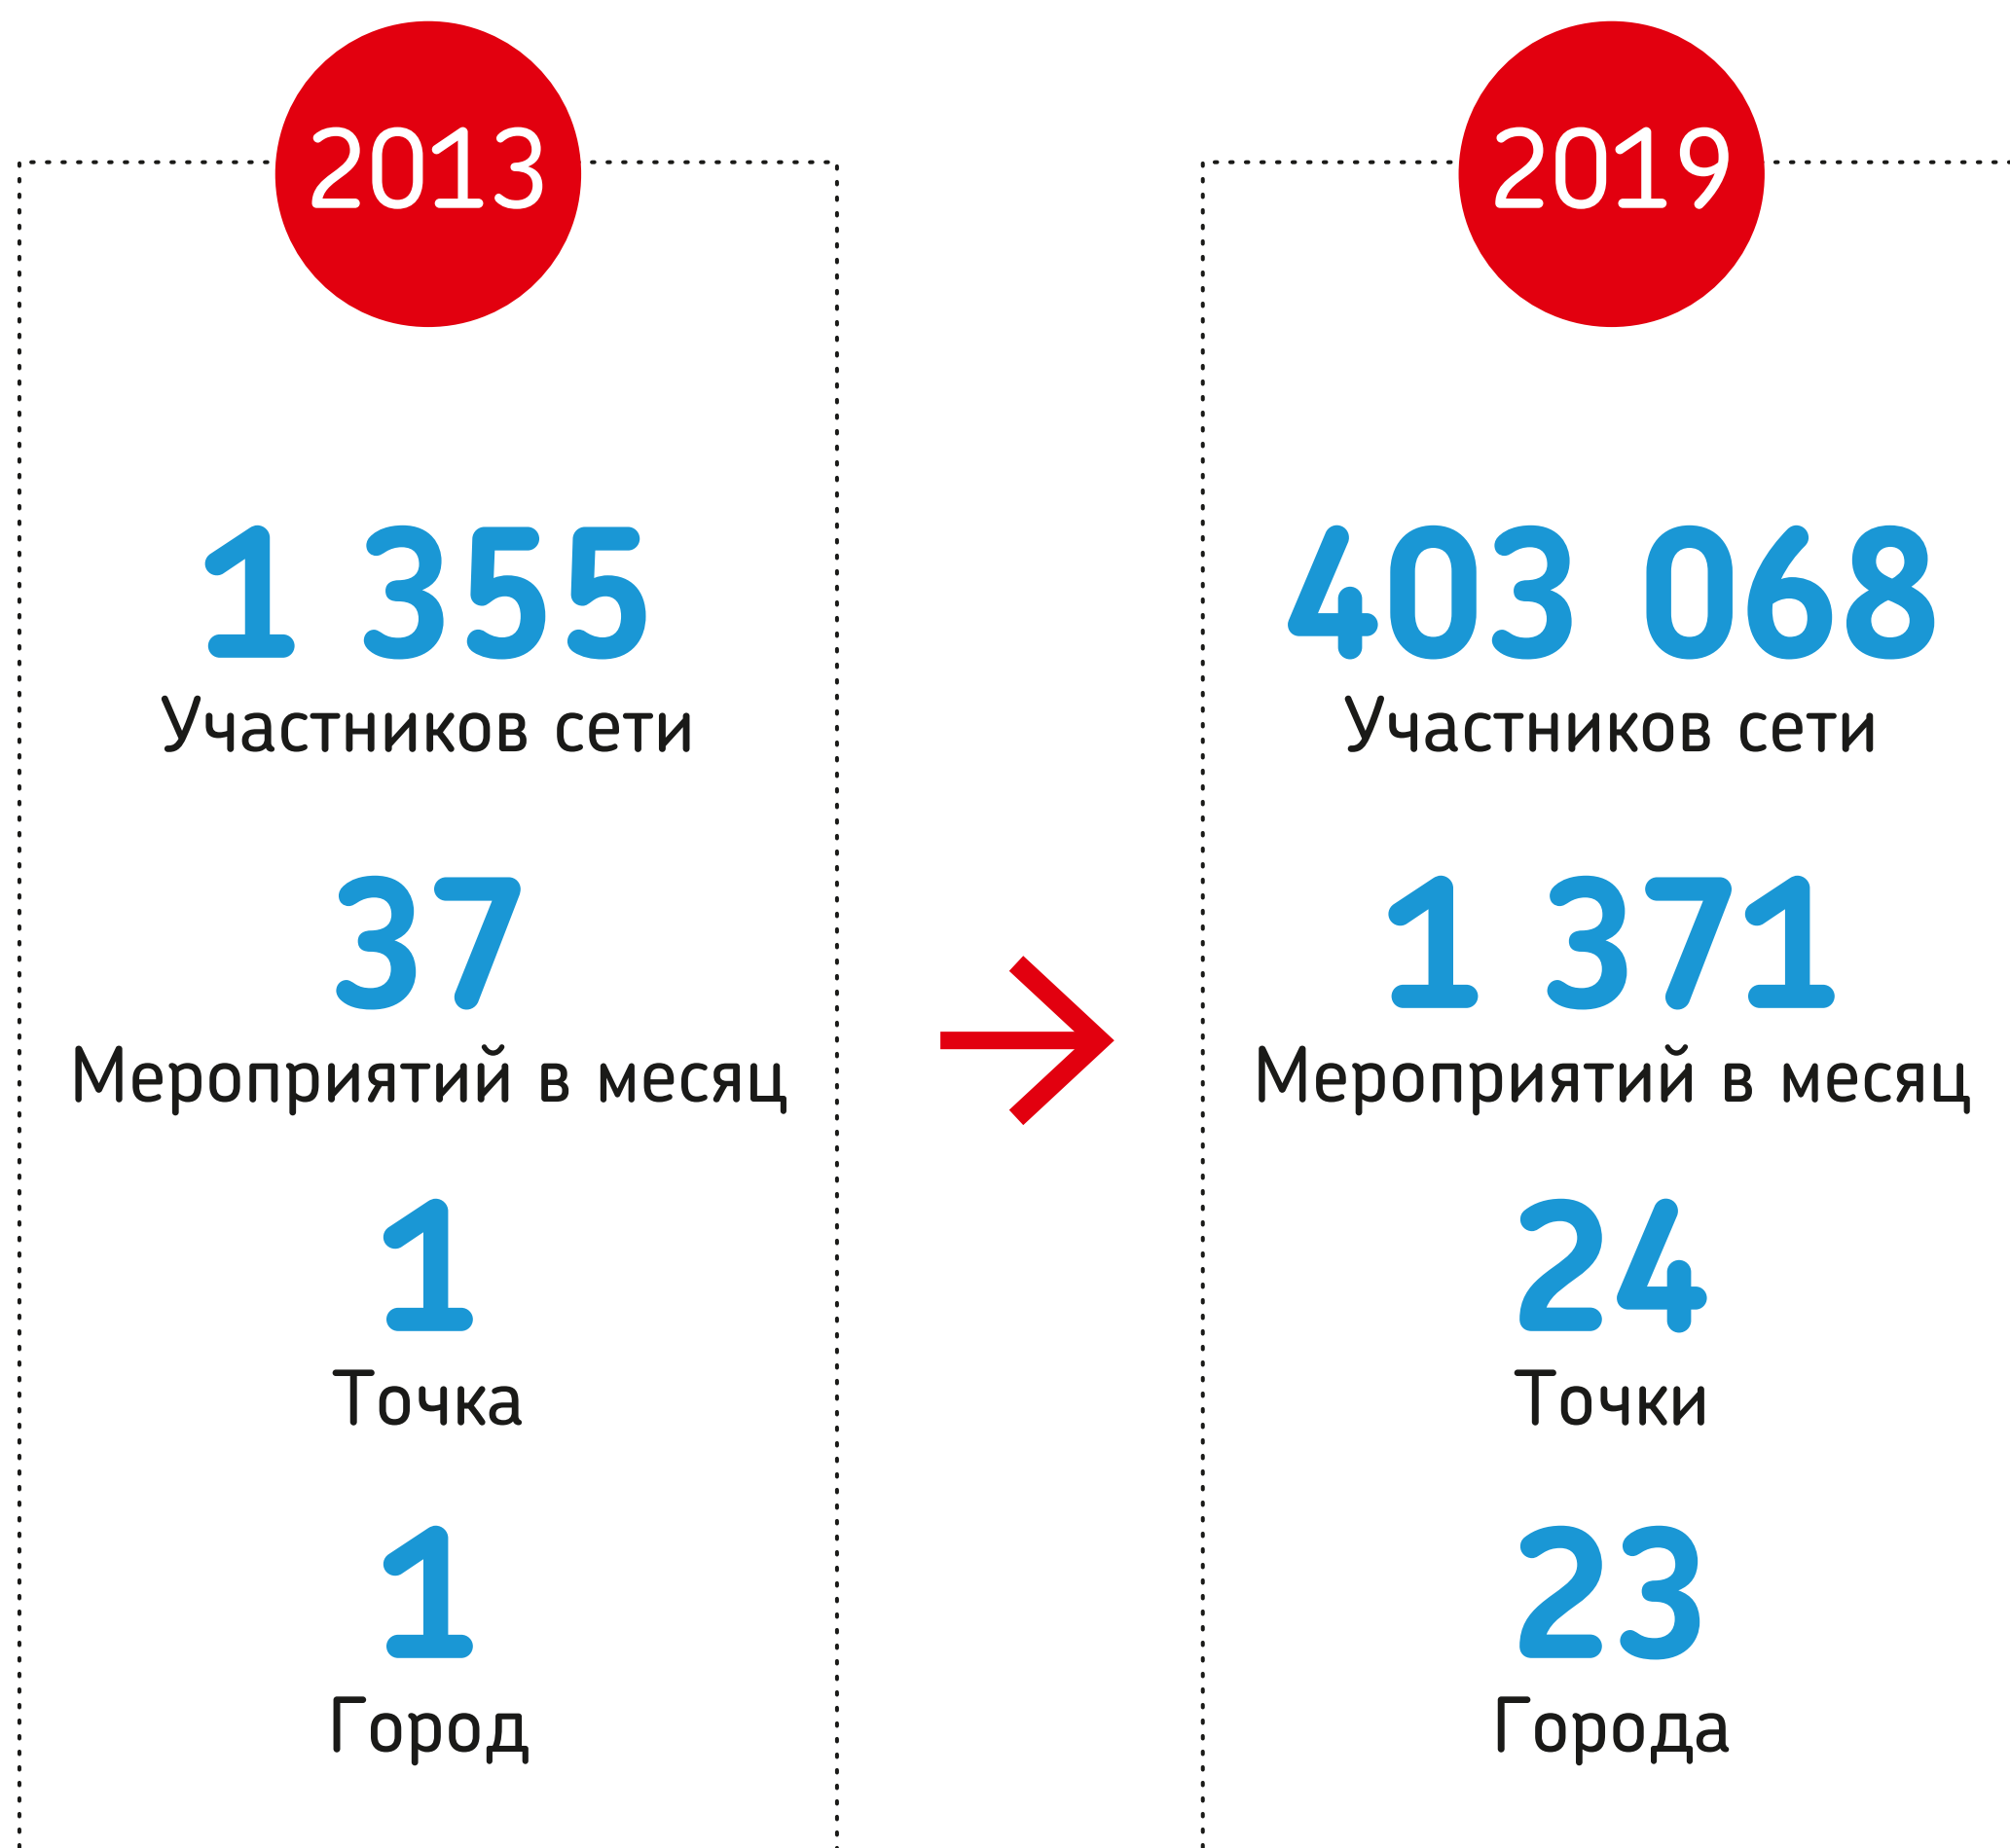 2013
1 355
Участников сети
37
Мероприятий в месяц
1
Точка
1
Город
2019
403 068
Участников сети
1 371
Мероприятий в месяц
24
Точки
23
Города